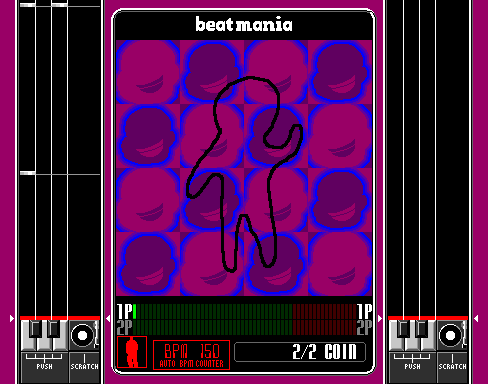 beatmania
1P 1P
2P 2P
BPM 150
AUTO BPM COUNTER
2/2 COIN
PUSH SCRATCH PUSH SCRATCH